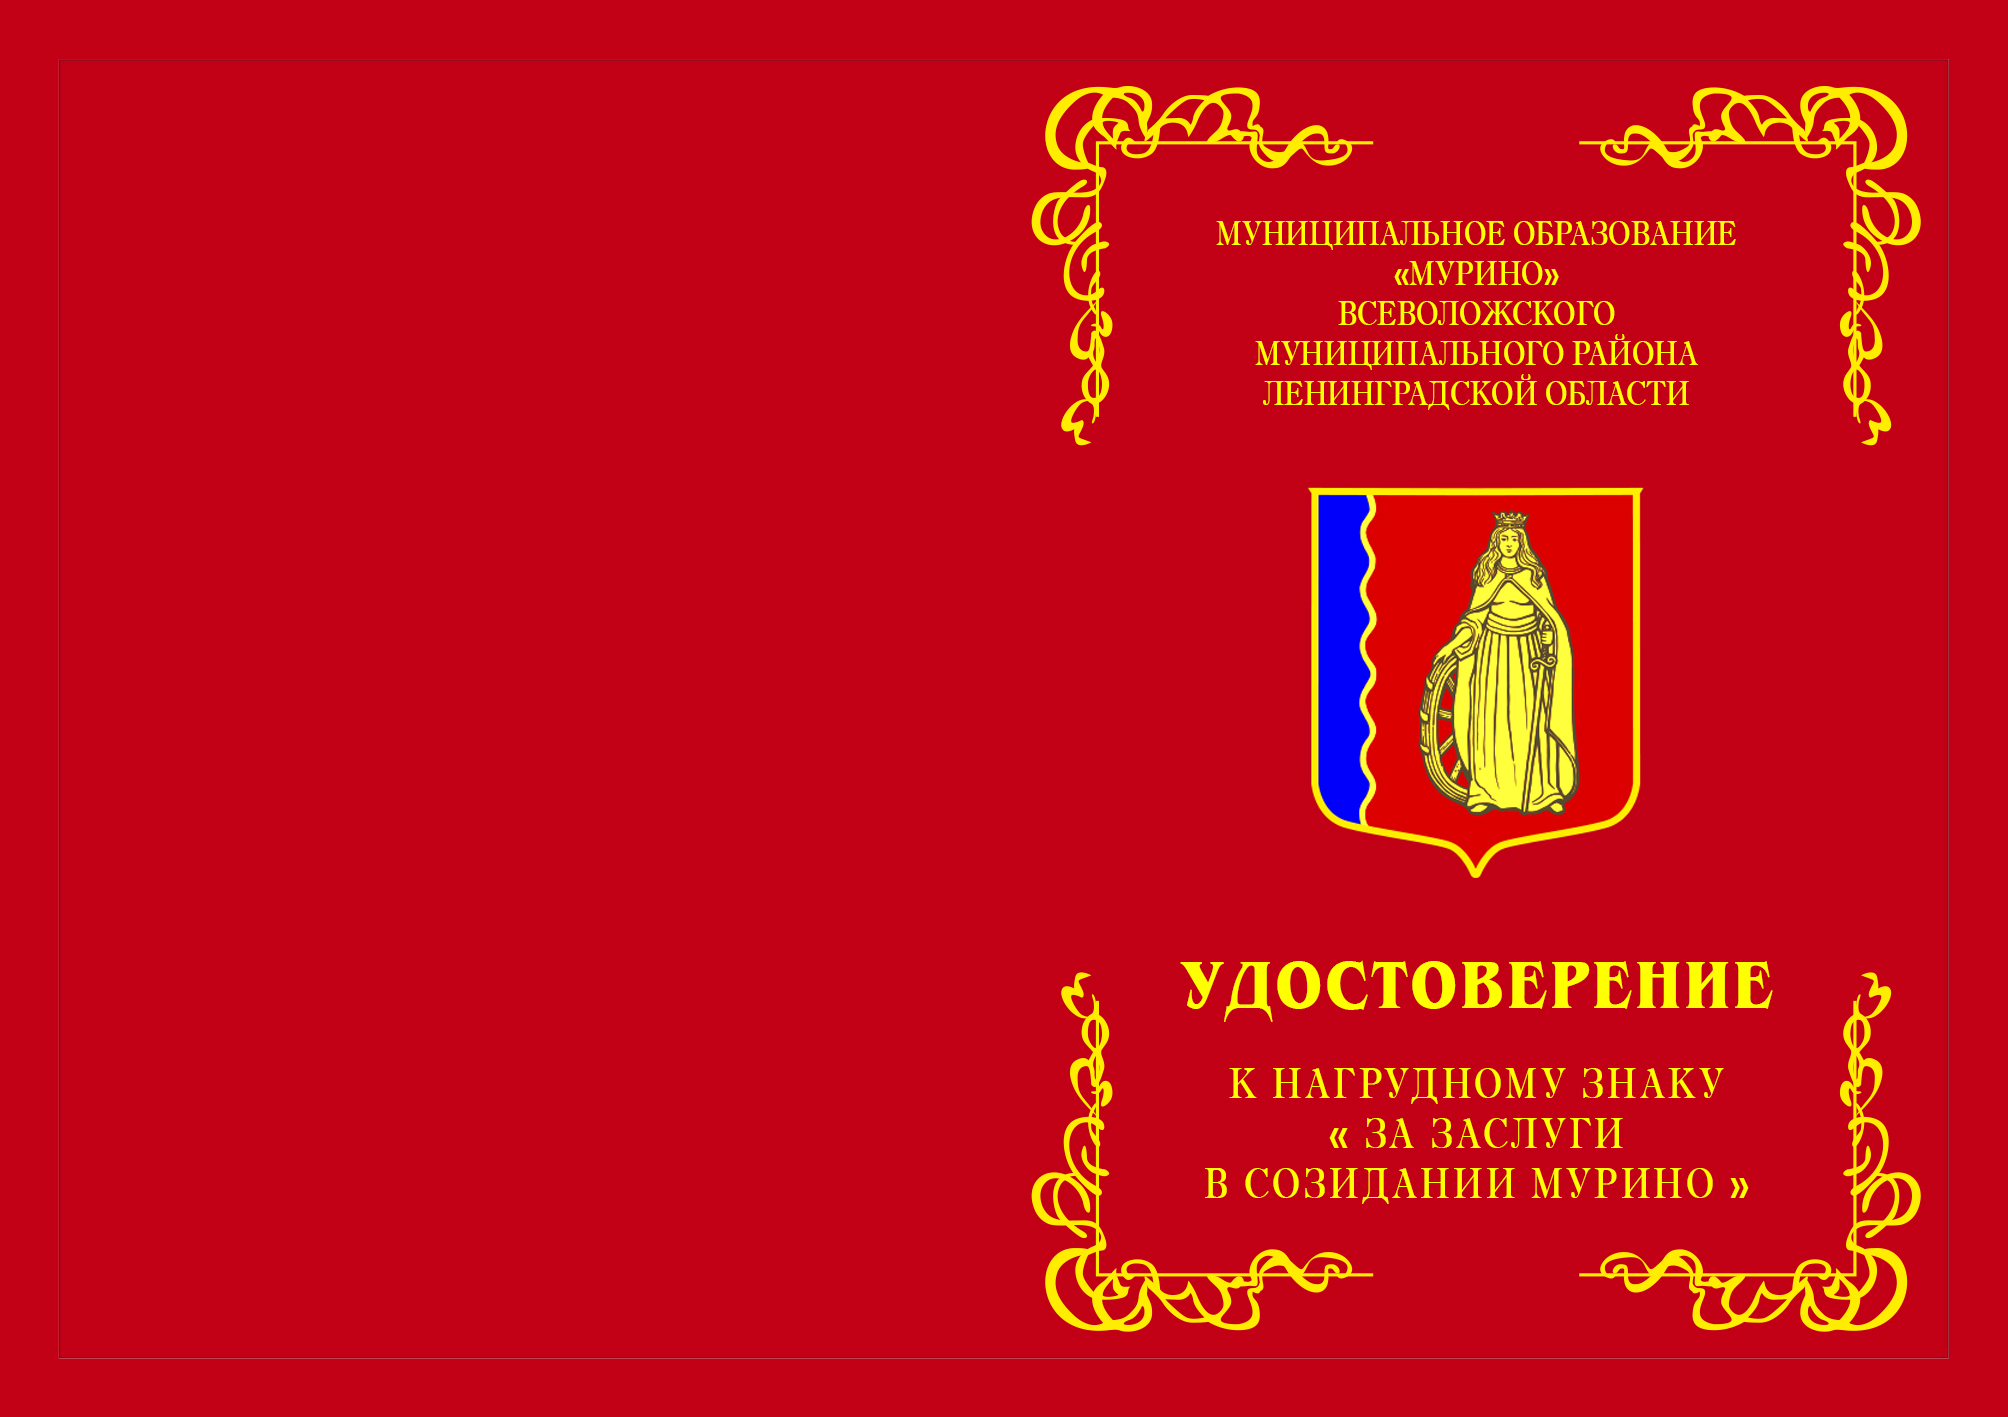 МУНИЦИПАЛЬНОЕ ОБРАЗОВАНИЕ
«МУРИНО»
ВСЕВОЛОЖСКОГО
МУНИЦИПАЛЬНОГО РАЙОНА
ЛЕНИНГРАДСКОЙ ОБЛАСТИ
УДОСТОВЕРЕНИЕ
К НАГРУДНОМУ ЗНАКУ
« ЗА ЗАСЛУГИ
В СОЗИДАНИИ МУРИНО »